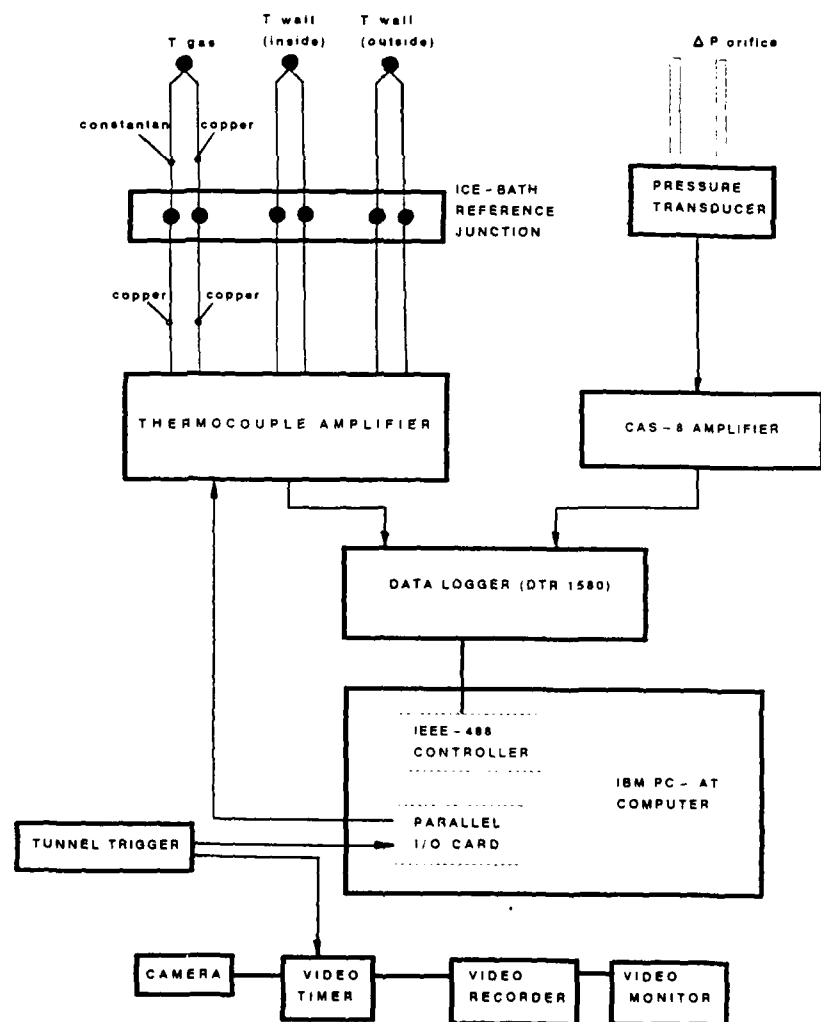 T gas
T wall
(inside)
T wall
(outside)
Δ P orifice
constantan
copper
ICE-BATH
REFERENCE
JUNCTION
PRESSURE
TRANSDUCER
copper
copper
THERMOCOUPLE AMPLIFIER
CAS-8 AMPLIFIER
DATA LOGGER (DTR 1580)
IEEE-488
CONTROLLER
IBM PC-AT
COMPUTER
PARALLEL
I/O CARD
TUNNEL TRIGGER
CAMERA
VIDEO
TIMER
VIDEO
RECORDER
VIDEO
MONITOR